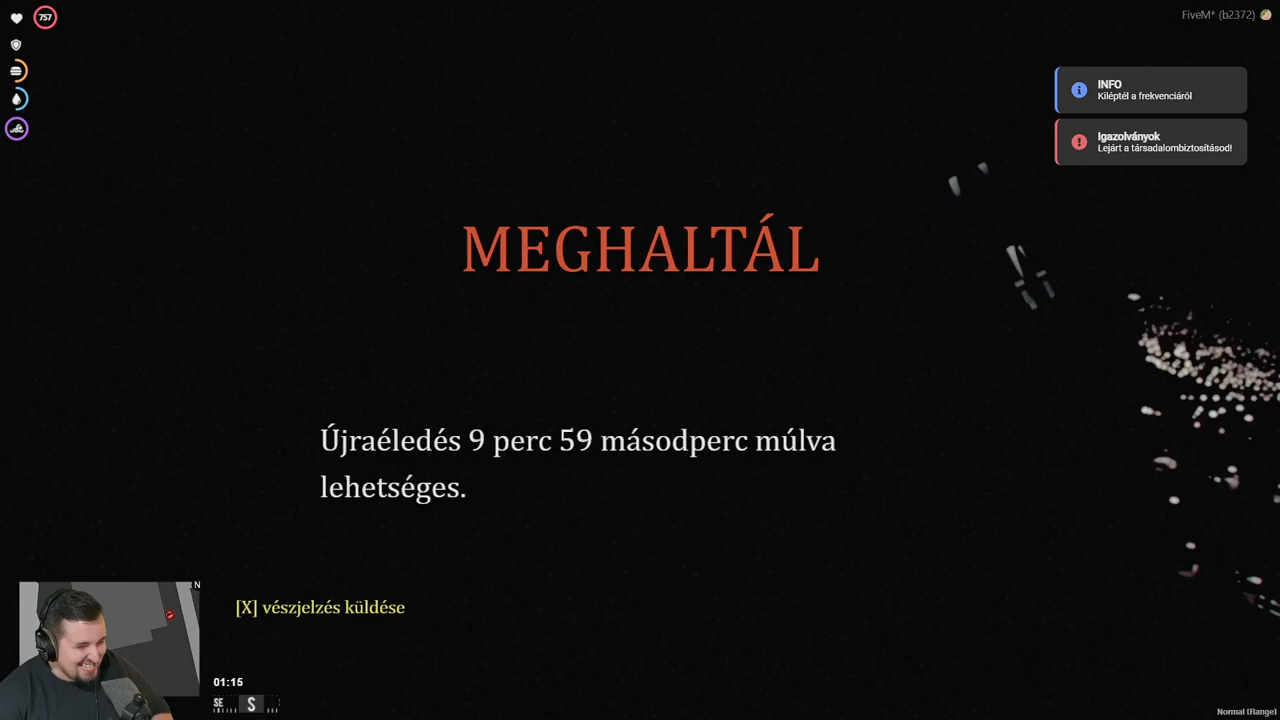 757
FiveM* (b2372)
INFO
Kiléptél a frekvenciáról
Igazolványok
Lejárt a társadalombiztosításod!
MEGHALTÁL
Újraéledés 9 perc 59 másodperc múlva
lehetséges.
N
[X] vészjelzés küldése
01:15
SE S
Normal [Range]